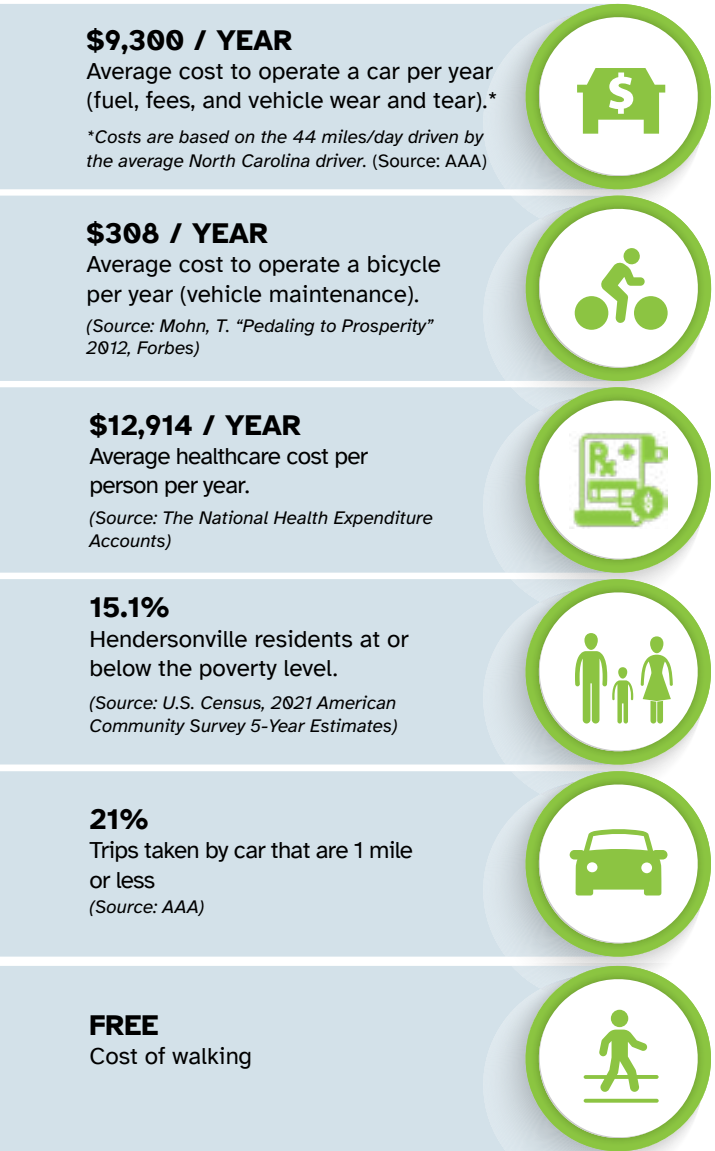 $9,300 / YEAR
Average cost to operate a car per year
(fuel, fees, and vehicle wear and tear).*
*Costs are based on the 44 miles/day driven by
the average North Carolina driver. (Source: AAA)
$
$308 / YEAR
Average cost to operate a bicycle
per year (vehicle maintenance).
(Source: Mohn, T. “Pedaling to Prosperity”
2012, Forbes)
$12,914 / YEAR
Average healthcare cost per
person per year.
(Source: The National Health Expenditure
Accounts)
Rx
$
15.1%
Hendersonville residents at or
below the poverty level.
(Source: U.S. Census, 2021 American
Community Survey 5-Year Estimates)
21%
Trips taken by car that are 1 mile
or less
(Source: AAA)
FREE
Cost of walking